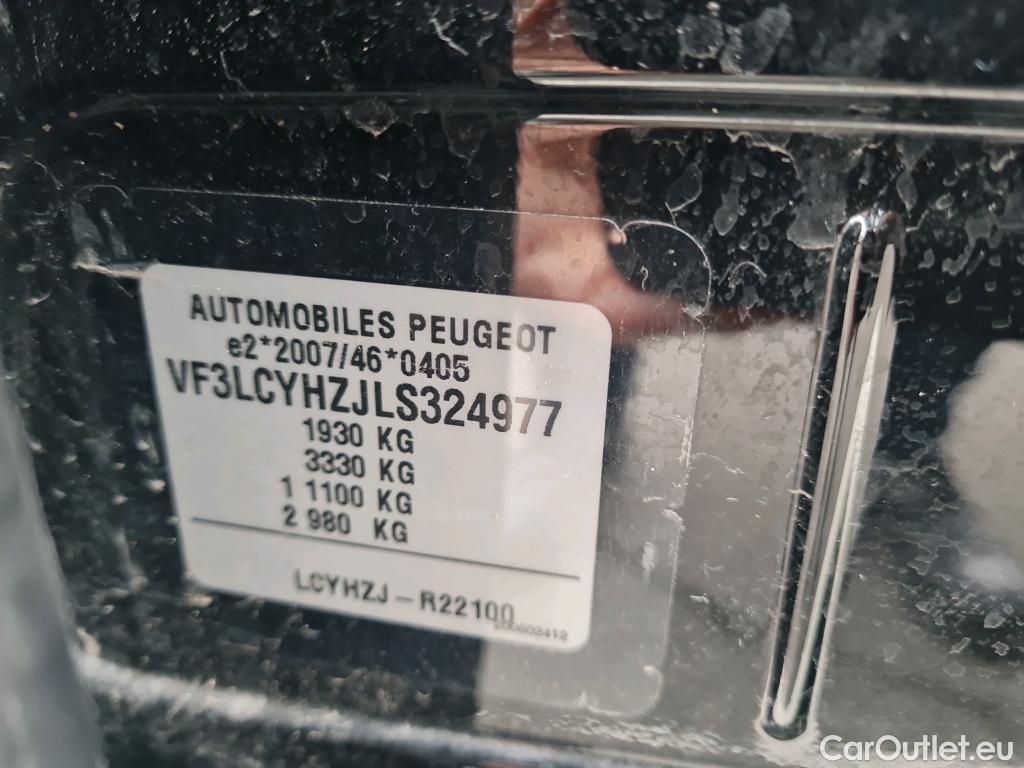 AUTOMOBILES PEUGEOT
e2*2007/46*0405
VF3LCYHZJLS324977
1930 KG
3330 KG
1 1100 KG
2 980 KG
LCYHZJ - R22100
CarOutlet.eu